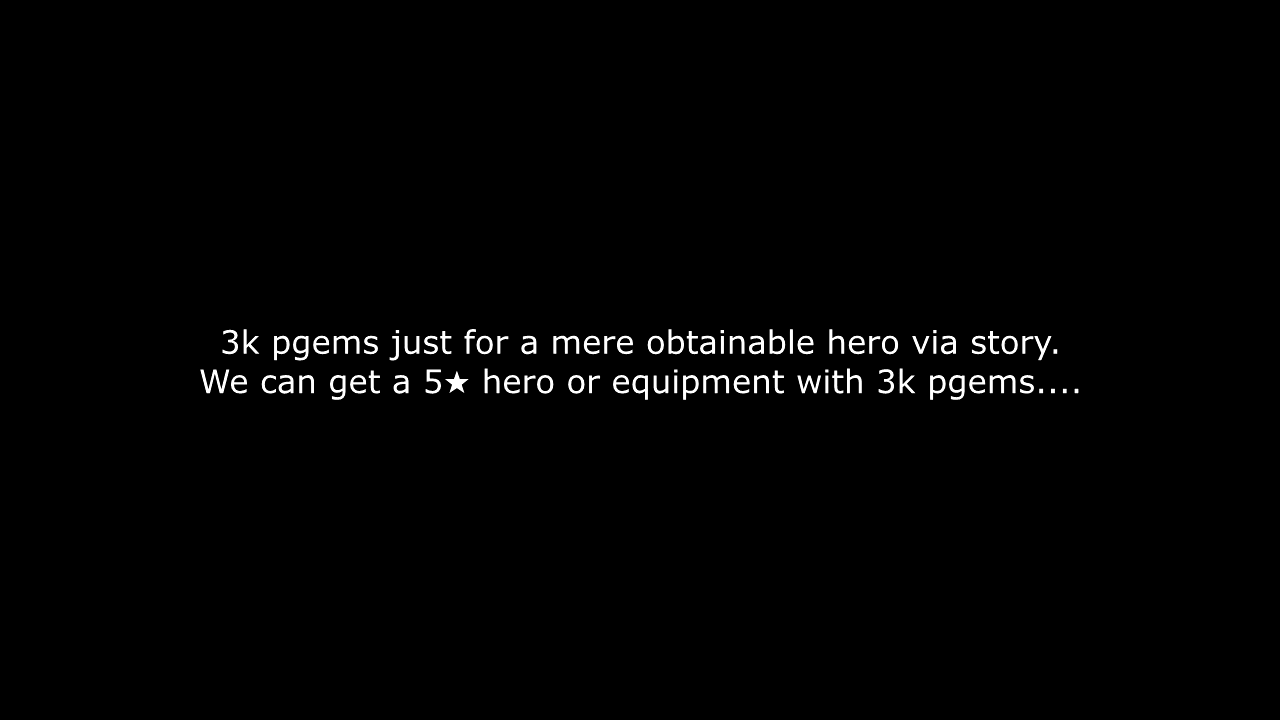 3k pgems just for a mere obtainable hero via story.
We can get a 5★ hero or equipment with 3k pgems....